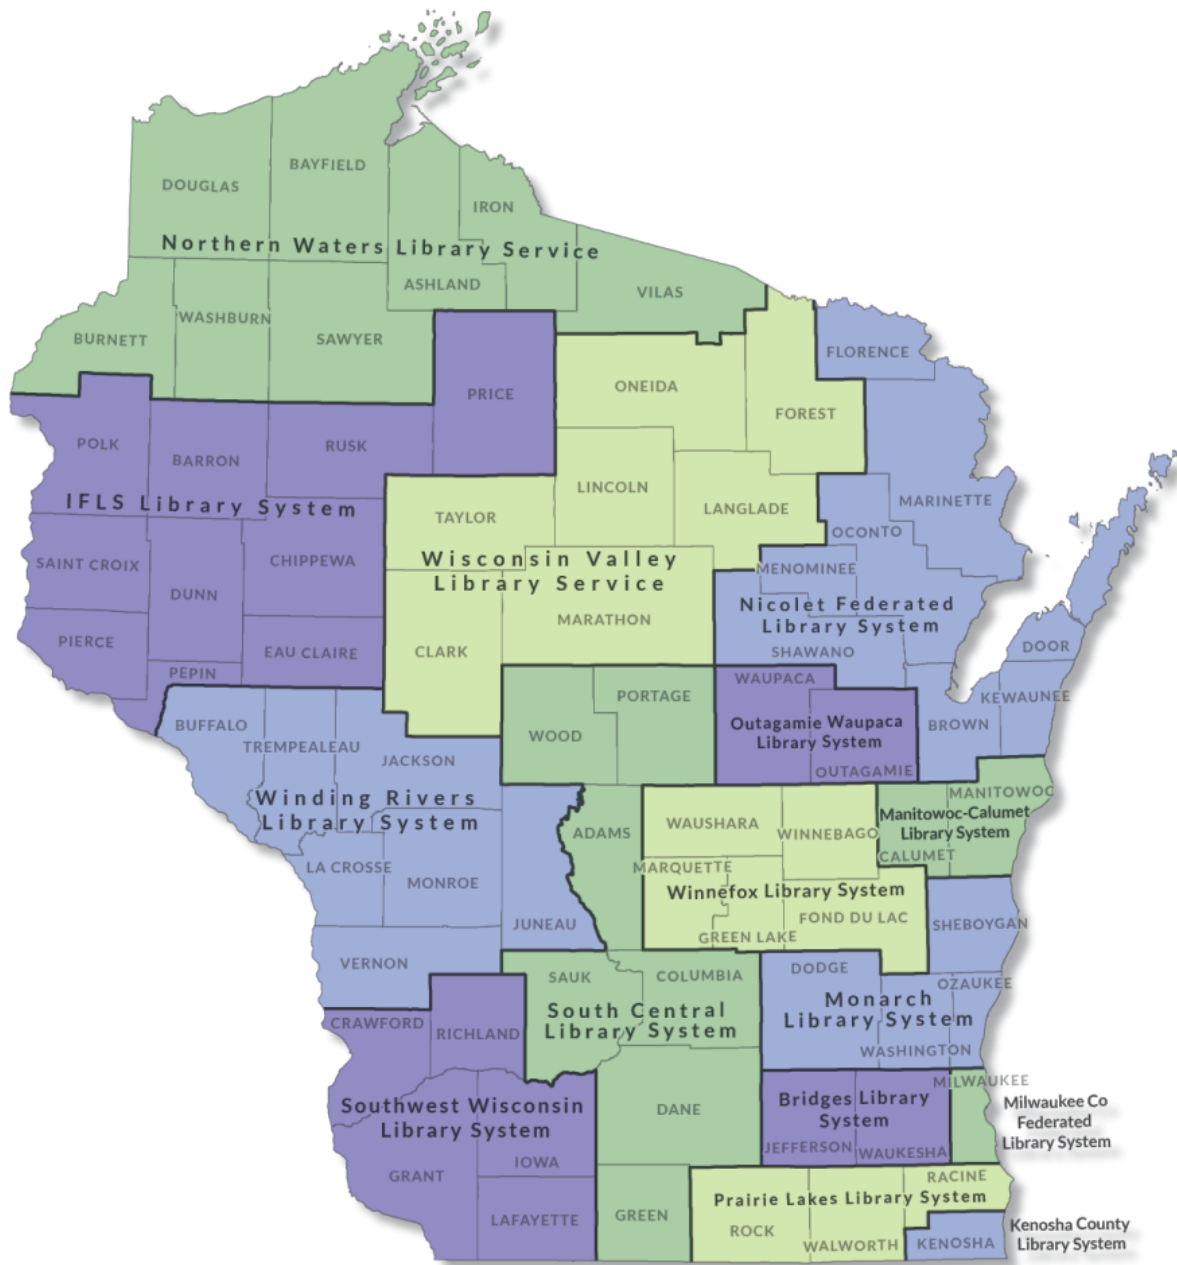 BAYFIELD
DOUGLAS
IRON
Northern Waters Library Service
ASHLAND
VILAS
WASHBURN
BURNETT
SAWYER
FLORENCE
PRICE
ONEIDA
FOREST
POLK
RUSK
BARRON
LINCOLN
MARINETTE
IFLS Library System
LANGLADE
TAYLOR
OCONTO
Wisconsin Valley
Library Service
CHIPPEWA
SAINT CROIX
MENOMINEE
DUNN
Nicolet Federated
Library System
MARATHON
PIERCE
DOOR
EAU CLAIRE
CLARK
SHAWANO
PEPIN
WAUPACA
PORTAGE
KEWAUNEE
BUFFALO
Outagamie Waupaca
Library System
BROWN
WOOD
TREMPEALEAU
JACKSON
OUTAGAMIE
MANITOWOC
Winding Rivers
Library System
Manitowoc-Calumet
Library System
ADAMS
WAUSHARA
WINNEBAGO
CALUMET
LA CROSSE
MARQUETTE
MONROE
Winnefox Library System
FOND DU LAC
JUNEAU
SHEBOYGAN
GREEN LAKE
VERNON
DODGE
SAUK
COLUMBIA
OZAUKEE
Monarch
Library System
South Central
Library System
CRAWFORD
RICHLAND
WASHINGTON
MILWAUKEE
Bridges Library
System
Milwaukee Co
Federated
Library System
Southwest Wisconsin
Library System
DANE
JEFFERSON
WAUKESHA
IOWA
GRANT
RACINE
Prairie Lakes Library System
LAFAYETTE
GREEN
ROCK
WALWORTH
KENOSHA
Kenosha County
Library System